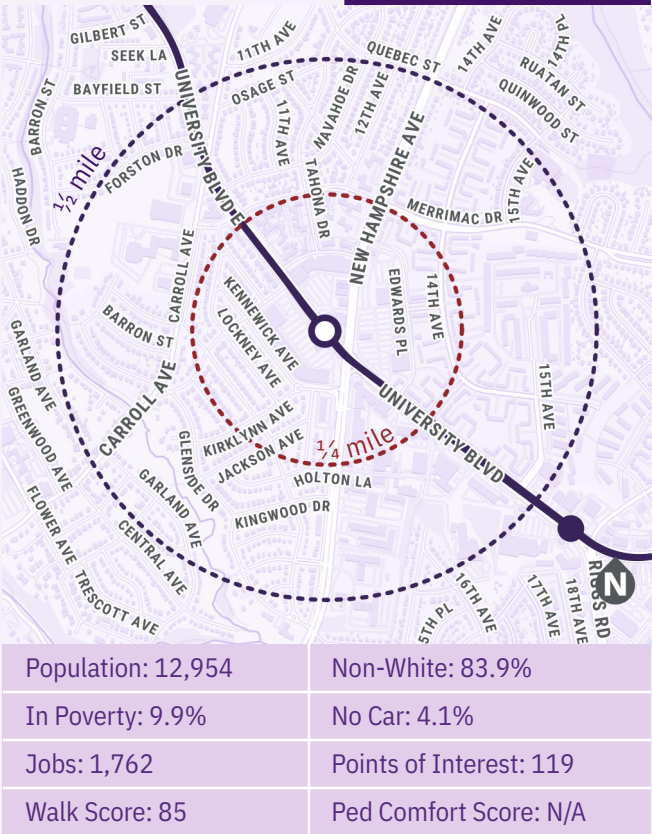 GILBERT ST
SEEK LA
BAYFIELD ST
BARRON ST
HADDON DR
½ mile
FORSTON DR
UNIVERSITY BLVD E
11TH AVE
OSAGE ST
11TH AVE
NAVAHOE DR
12TH AVE
QUEBEC ST
14TH AVE
14TH PL
RUATAN ST
QUINWOOD ST
TAHONA DR
NEW HAMPSHIRE AVE
MERRIMAC DR
15TH AVE
CARROLL AVE
KENNEWICK AVE
LOCKNEY AVE
EDWARDS PL
14TH AVE
BARRON ST
GARLAND AVE
GREENWOOD AVE
CARROLL AVE
15TH AVE
UNIVERSITY BLVD
KIRKLYNN AVE
JACKSON AVE
¼ mile
GLENSIDE DR
HOLTON LA
GARLAND AVE
KINGWOOD DR
FLOWER AVE
CENTRAL AVE
TRESCOTT AVE
5TH PL
16TH AVE
17TH AVE
18TH AVE
N
Population: 12,954
Non-White: 83.9%
In Poverty: 9.9%
No Car: 4.1%
Jobs: 1,762
Points of Interest: 119
Walk Score: 85
Ped Comfort Score: N/A